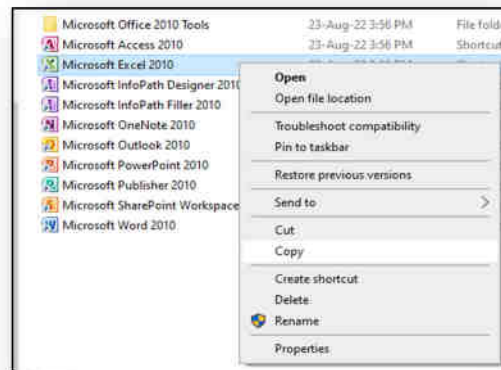 Microsoft Office 2010 Tools 23-Aug-22 3:56 PM File fold
Microsoft Access 2010 23-Aug-22 3:56 PM Shortcu
Microsoft Excel 2010
Microsoft InfoPath Designer 2010
Microsoft InfoPath Filler 2010
Microsoft OneNote 2010
Microsoft Outlook 2010
Microsoft PowerPoint 2010
Microsoft Publisher 2010
Microsoft SharePoint Workspace
Microsoft Word 2010
Open
Open file location
Troubleshoot compatibility
Pin to taskbar
Restore previous versions
Send to
Cut
Copy
Create shortcut
Delete
Rename
Properties